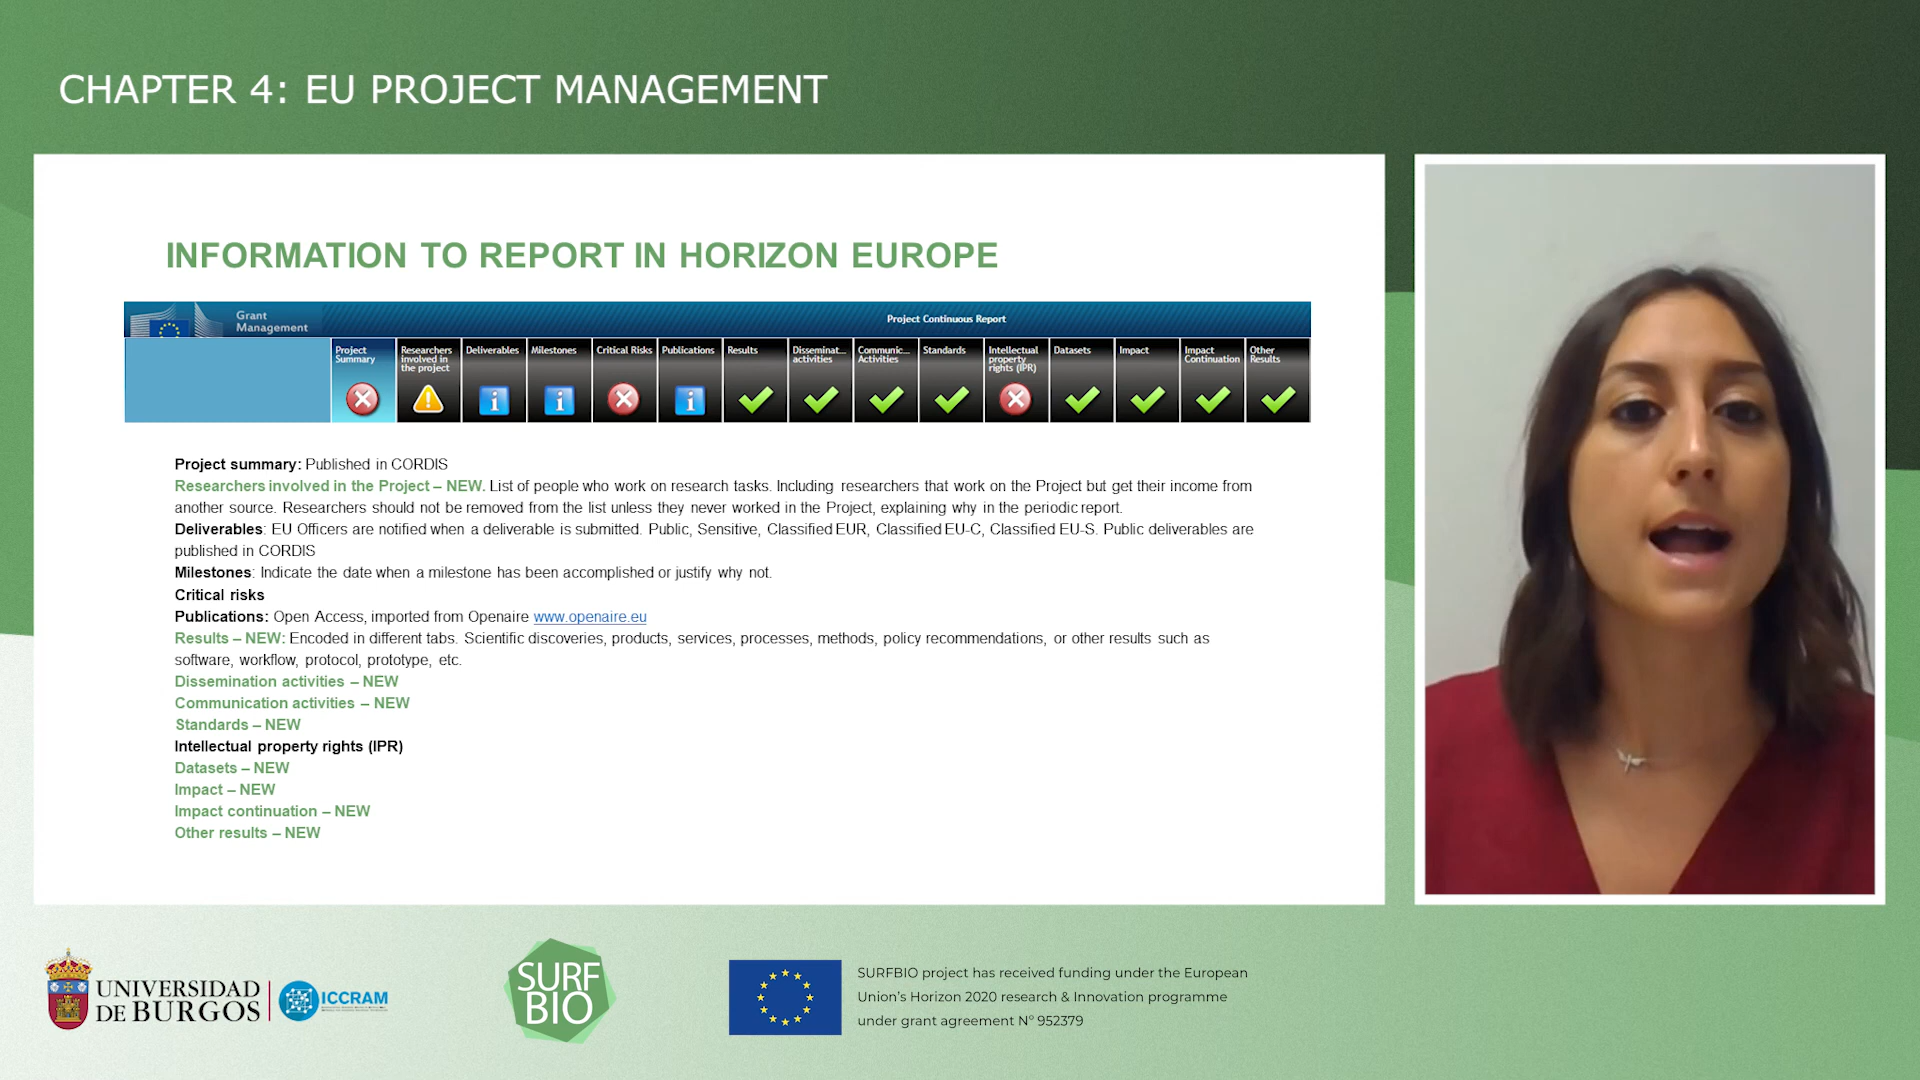 CHAPTER 4: EU PROJECT MANAGEMENT
INFORMATION TO REPORT IN HORIZON EUROPE
Grant
Management
Project Continuous Report
Project
Summary
Researchers
involved in
the project
Deliverables
Milestones
Critical Risks
Publications
Results
Disseminat...
activities
Communic...
Activities
Standards
Intellectual
property
rights (IPR)
Datasets
Impact
Impact
Continuation
Other
Results
Project summary: Published in CORDIS
Researchers involved in the Project – NEW. List of people who work on research tasks. Including researchers that work on the Project but get their income from
another source. Researchers should not be removed from the list unless they never worked in the Project, explaining why in the periodic report.
Deliverables: EU Officers are notified when a deliverable is submitted. Public, Sensitive, Classified EUR, Classified EU-C, Classified EU-S. Public deliverables are
published in CORDIS
Milestones: Indicate the date when a milestone has been accomplished or justify why not.
Critical risks
Publications: Open Access, imported from Openaire www.openaire.eu
Results – NEW: Encoded in different tabs. Scientific discoveries, products, services, processes, methods, policy recommendations, or other results such as
software, workflow, protocol, prototype, etc.
Dissemination activities – NEW
Communication activities – NEW
Standards – NEW
Intellectual property rights (IPR)
Datasets – NEW
Impact – NEW
Impact continuation – NEW
Other results – NEW
UNIVERSIDAD
DE BURGOS
ICCRAM
SURF
BIO
SURFBIO project has received funding under the European
Union's Horizon 2020 research & Innovation programme
under grant agreement Nº 952379